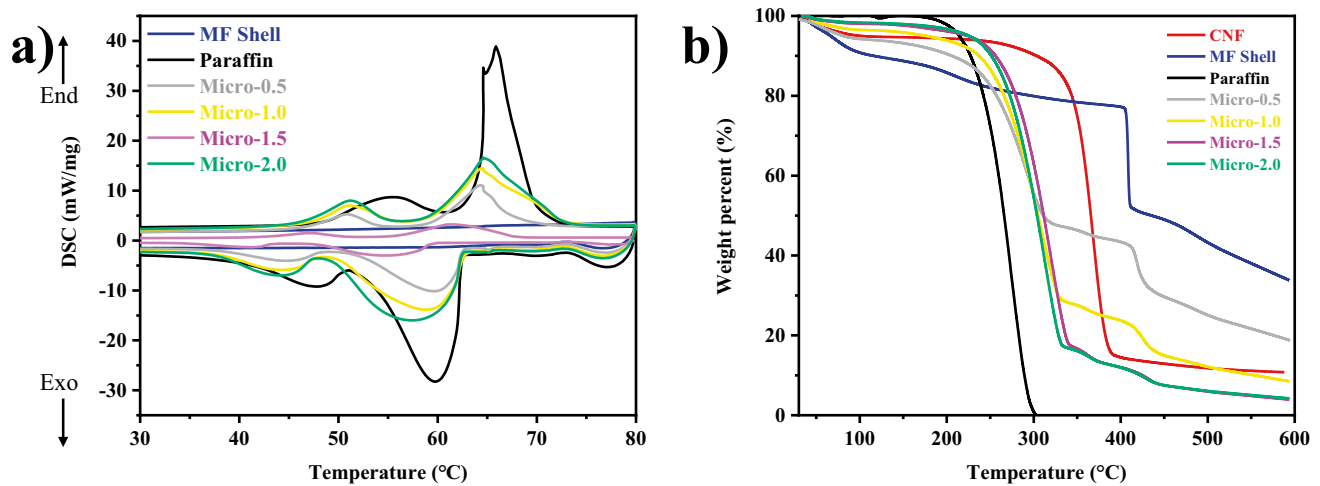 a)
End
Exo
DSC (mW/mg)
40
30
20
10
0
-10
-20
-30
MF Shell
Paraffin
Micro-0.5
Micro-1.0
Micro-1.5
Micro-2.0
30 40 50 60 70 80
Temperature (°C)
b)
Weight percent (%)
100
80
60
40
20
0
CNF
MF Shell
Paraffin
Micro-0.5
Micro-1.0
Micro-1.5
Micro-2.0
100 200 300 400 500 600
Temperature (°C)